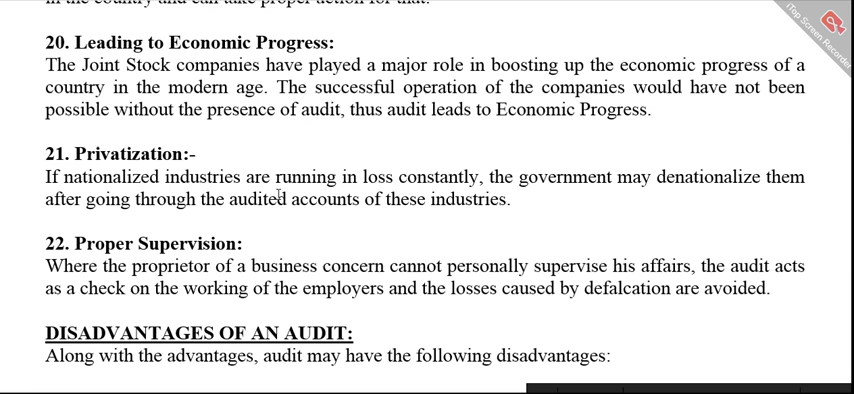 20. Leading to Economic Progress:
The Joint Stock companies have played a major role in boosting up the economic progress of a
country in the modern age. The successful operation of the companies would have not been
possible without the presence of audit, thus audit leads to Economic Progress.
21. Privatization:-
If nationalized industries are running in loss constantly, the government may denationalize them
after going through the audited accounts of these industries.
22. Proper Supervision:
Where the proprietor of a business concern cannot personally supervise his affairs, the audit acts
as a check on the working of the employers and the losses caused by defalcation are avoided.
DISADVANTAGES OF AN AUDIT:
Along with the advantages, audit may have the following disadvantages:
iTop Screen Recorder